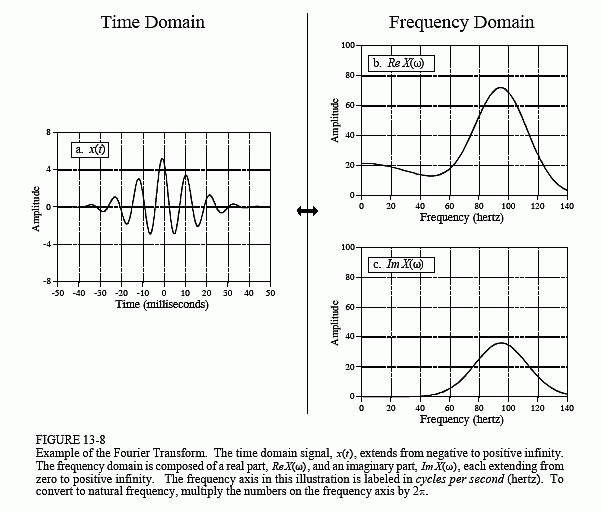 Time Domain
Frequency Domain
a. x(t)
8
4
0
-4
-8
Amplitude
-50 -40 -30 -20 -10 0 10 20 30 40 50
Time (milliseconds)
b. Re X(ω)
100
80
60
40
20
0
Amplitude
0 20 40 60 80 100 120 140
Frequency (hertz)
c. Im X(ω)
100
80
60
40
20
0
Amplitude
0 20 40 60 80 100 120 140
Frequency (hertz)
FIGURE 13-8
Example of the Fourier Transform. The time domain signal, x(t), extends from negative to positive infinity.
The frequency domain is composed of a real part, Re X(ω), and an imaginary part, Im X(ω), each extending from
zero to positive infinity. The frequency axis in this illustration is labeled in cycles per second (hertz). To
convert to natural frequency, multiply the numbers on the frequency axis by 2π.